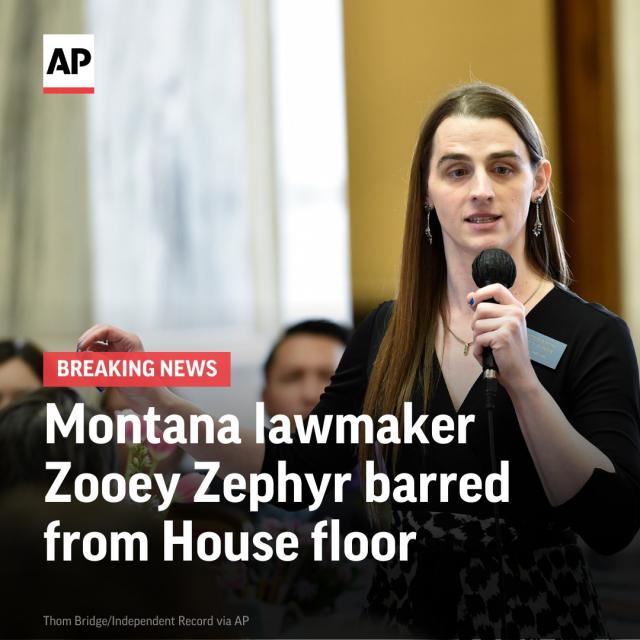 AP
BREAKING NEWS
Montana lawmaker
Zooey Zephyr barred
from House floor
Thom Bridge/Independent Record via AP